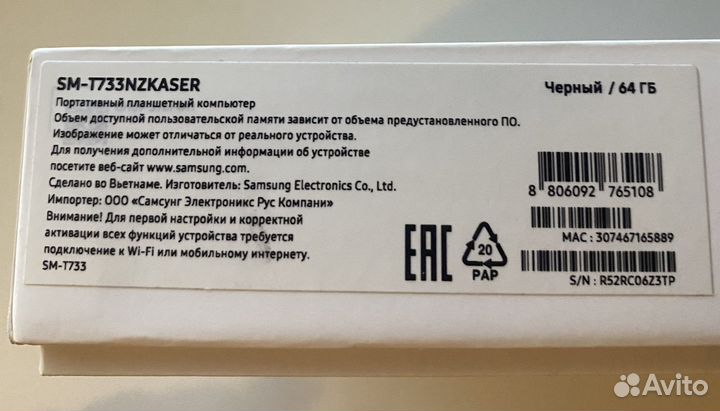 SM-T733NZKASER
Черный / 64 ГБ
Портативный планшетный компьютер
Объем доступной пользовательской памяти зависит от объема предустановленного ПО.
Изображение может отличаться от реального устройства.
Для получения дополнительной информации об устройстве
посетите веб-сайт www.samsung.com.
Сделано во Вьетнаме. Изготовитель: Samsung Electronics Co., Ltd.
Импортер: ООО «Самсунг Электроникс Рус Компани»
Внимание! Для первой настройки и корректной
активации всех функций устройства требуется
подключение к Wi-Fi или мобильному интернету.
SM-T733
EAC
20
PAP
8 806092 765108
MAC : 307467165889
S/N : R52RC06Z3TP
Avito